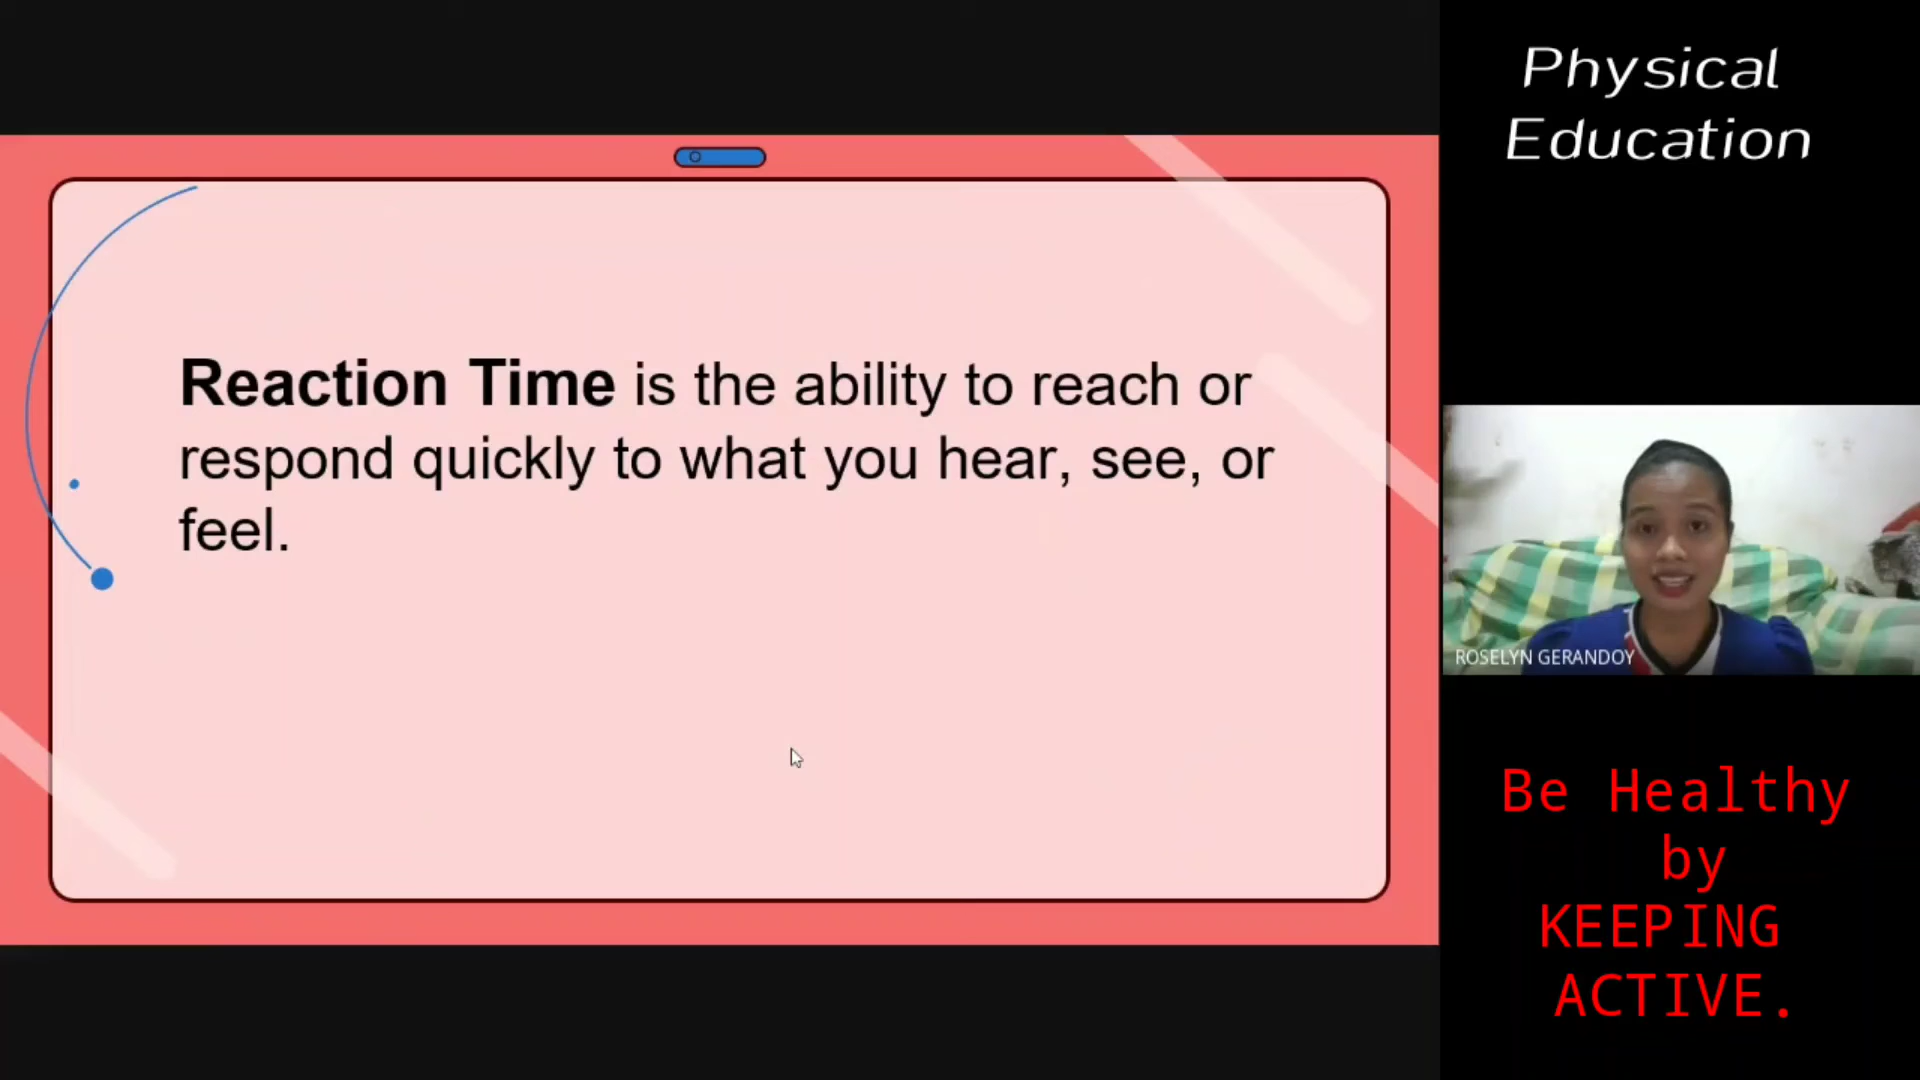 Physical
Education
Reaction Time is the ability to reach or
respond quickly to what you hear, see, or
feel.
ROSELYN GERANDOY
Be Healthy
by
KEEPING
ACTIVE.